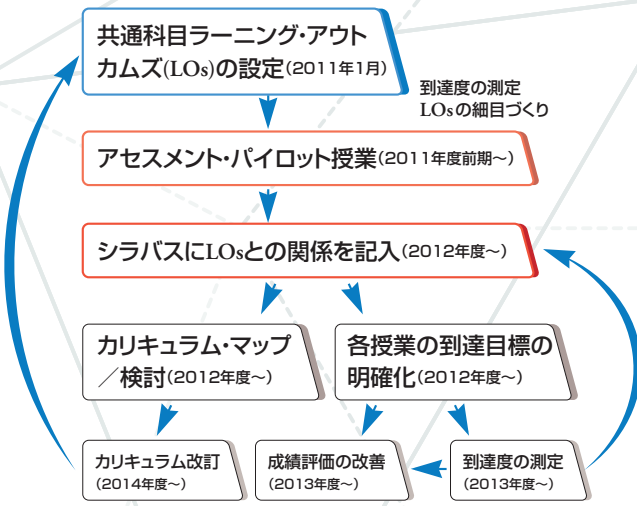 共通科目ラーニング・アウト
カムズ(LOs)の設定(2011年1月)
到達度の測定
LOsの細目づくり
アセスメント・パイロット授業(2011年度前期〜)
シラバスにLOsとの関係を記入(2012年度〜)
カリキュラム・マップ
／検討(2012年度〜)
各授業の到達目標の
明確化(2012年度〜)
カリキュラム改訂
(2014年度〜)
成績評価の改善
(2013年度〜)
到達度の測定
(2013年度〜)